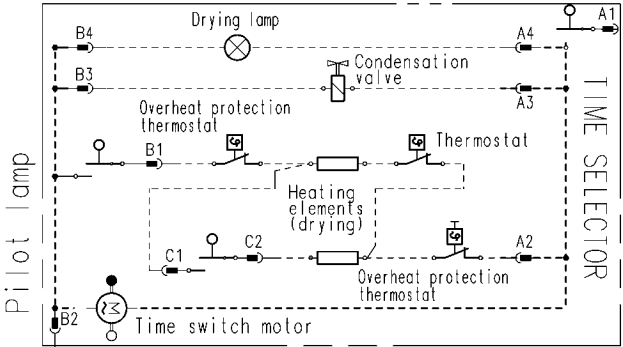 Drying lamp
A1
B4
A4
B3
Condensation
valve
A3
Overheat protection
thermostat
B1
Thermostat
Heating
elements
(drying)
C1
C2
A2
Overheat protection
thermostat
B2
Time switch motor
Pilot lamp
TIME SELECTOR